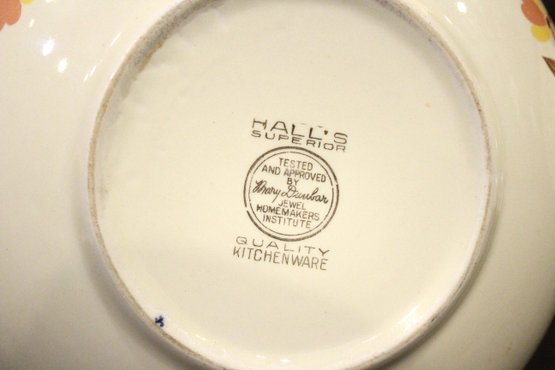 HALL'S
SUPERIOR
TESTED
AND APPROVED
BY
Mary Dunbar
JEWEL
HOMEMAKERS
INSTITUTE
QUALITY
KITCHENWARE